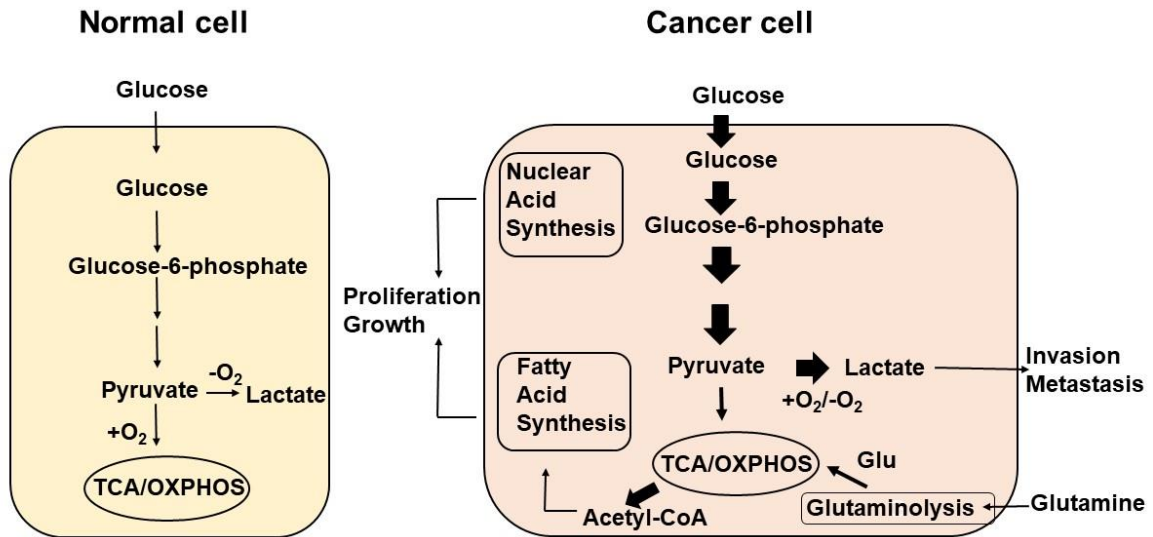 Normal cell
Glucose
Glucose
Glucose-6-phosphate
Pyruvate
-O₂
Lactate
+O₂
TCA/OXPHOS
Cancer cell
Glucose
Glucose
Nuclear
Acid
Synthesis
Glucose-6-phosphate
Proliferation
Growth
Fatty
Acid
Synthesis
Pyruvate
Lactate
+O₂/-O₂
Invasion
Metastasis
TCA/OXPHOS
Glu
Acetyl-CoA
Glutaminolysis
Glutamine